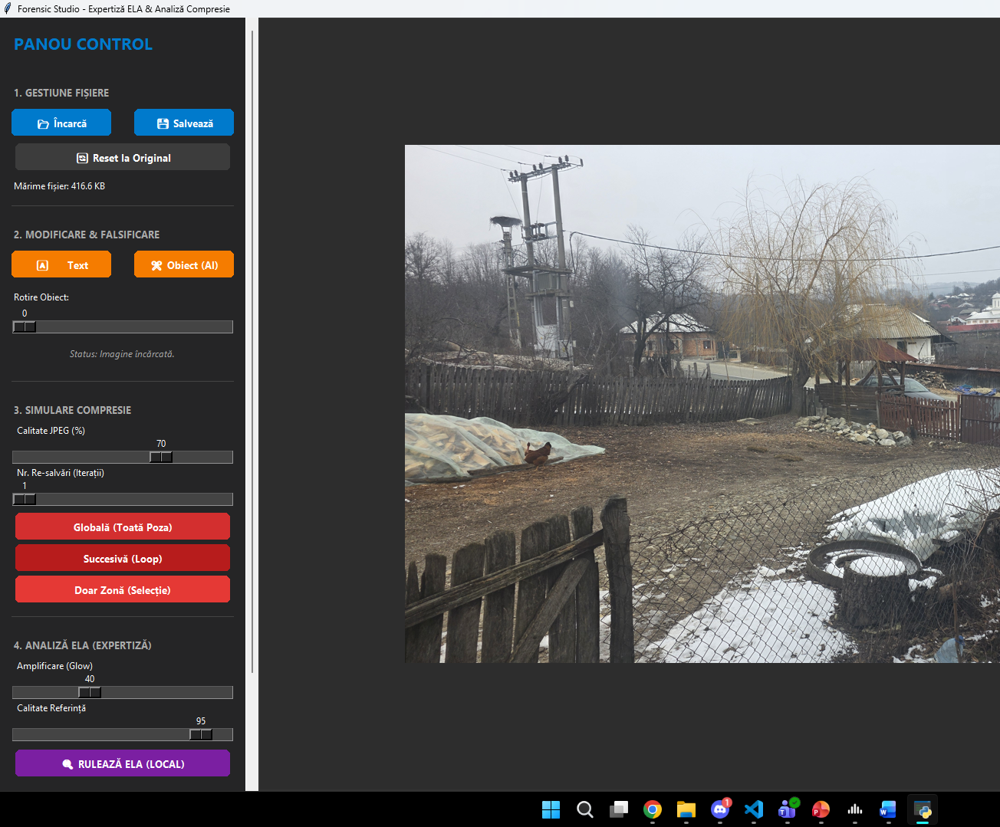 Forensic Studio - Expertiză ELA & Analiză Compresie
PANOU CONTROL
1. GESTIUNE FIȘIERE
Încarcă
Salvează
Reset la Original
Mărime fișier: 416.6 KB
2. MODIFICARE & FALSIFICARE
A Text
Obiect (AI)
Rotire Obiect:
0
Status: Imagine încărcată.
3. SIMULARE COMPRESIE
Calitate JPEG (%)
70
Nr. Re-salvări (Iterații)
1
Globală (Toată Poza)
Succesivă (Loop)
Doar Zonă (Selecție)
4. ANALIZĂ ELA (EXPERTIZĂ)
Amplificare (Glow)
40
Calitate Referință
95
RULEAZĂ ELA (LOCAL)
1
T
P
W